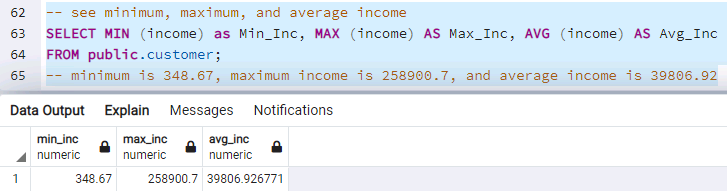 62 -- see minimum, maximum, and average income
63 SELECT MIN (income) as Min_Inc, MAX (income) AS Max_Inc, AVG (income) AS Avg_Inc
64 FROM public.customer;
65 -- minimum is 348.67, maximum income is 258900.7, and average income is 39806.92
Data Output Explain Messages Notifications
min_inc max_inc avg_inc
numeric numeric numeric
1 348.67 258900.7 39806.926771